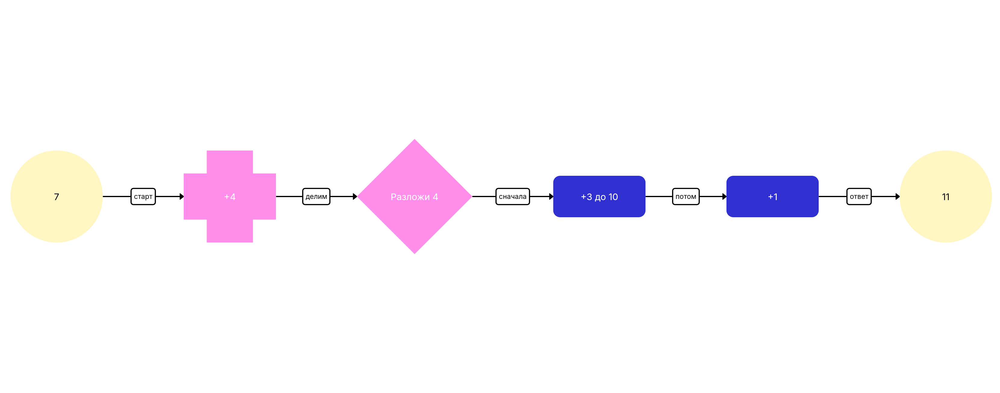 7
старт
+4
делим
Разложи 4
сначала
+3 до 10
потом
+1
ответ
11